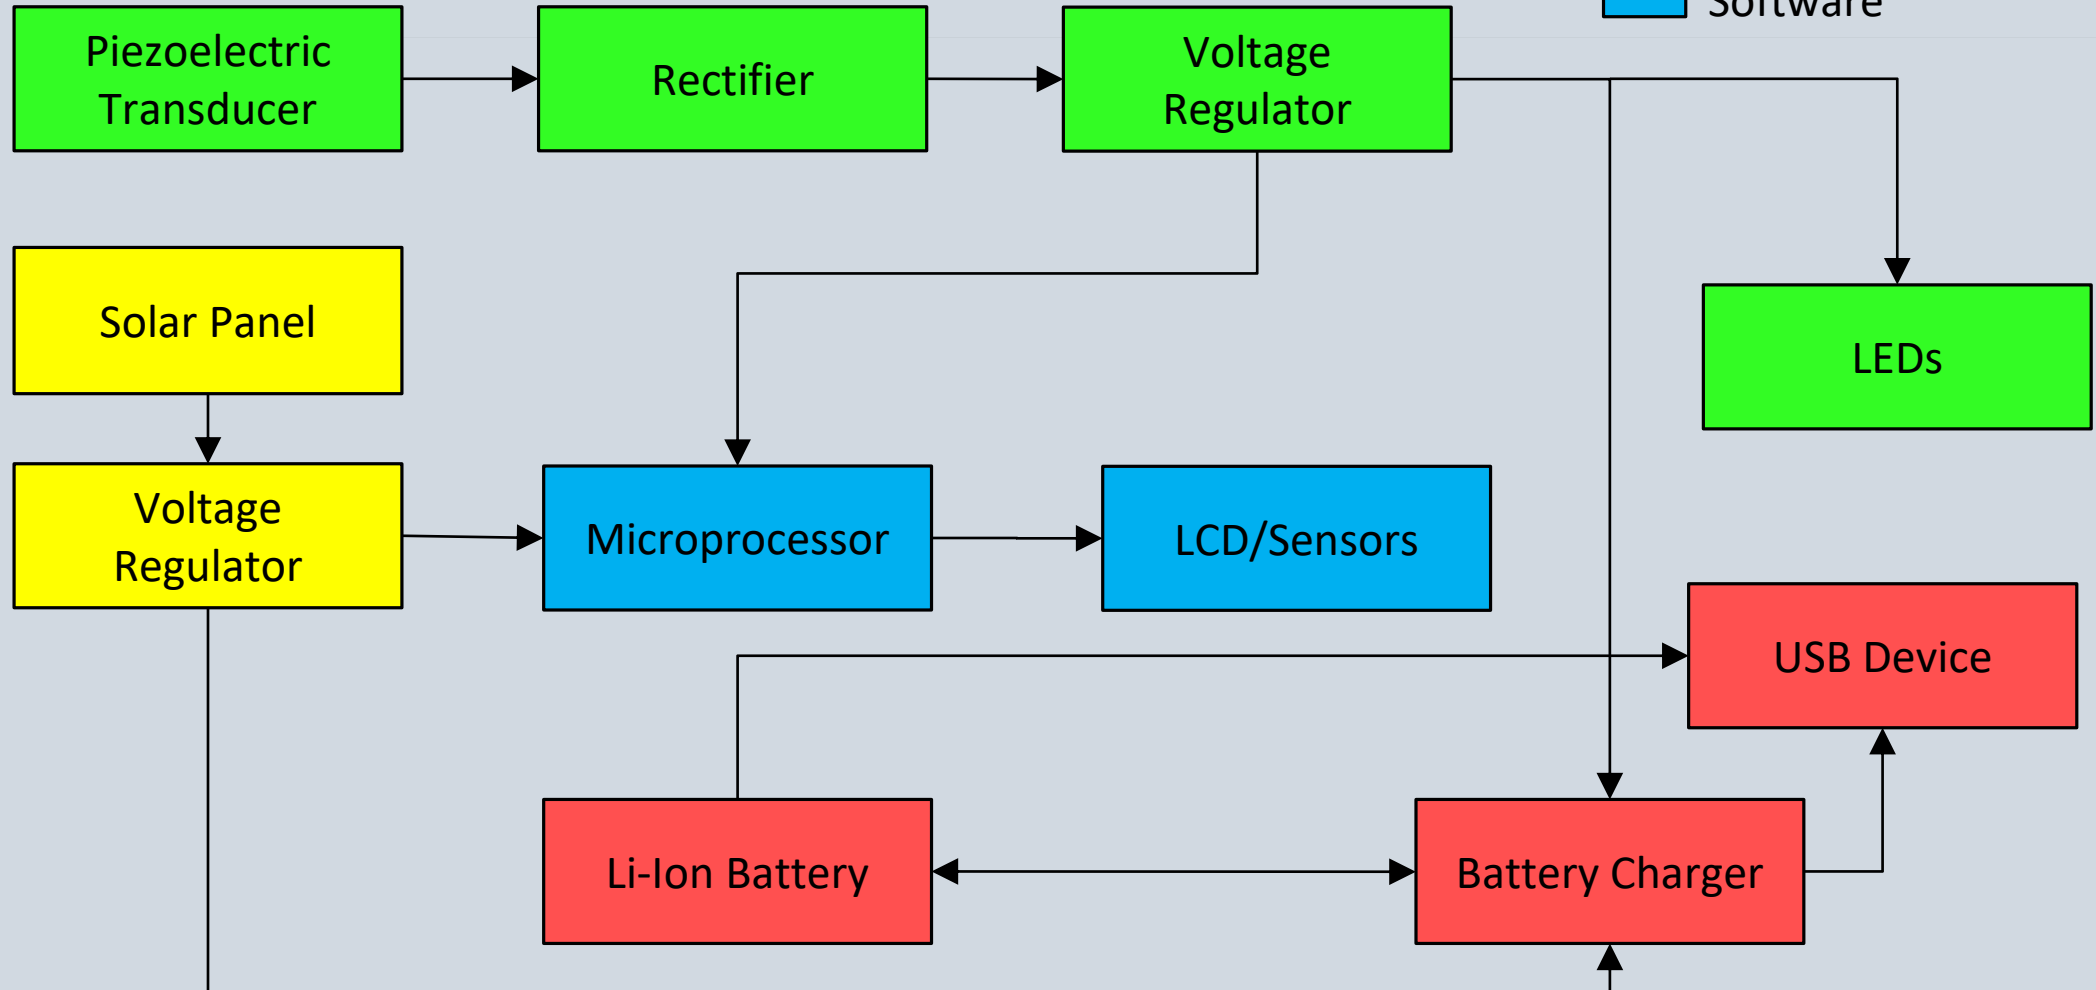 Software
Piezoelectric
Transducer
Rectifier
Voltage
Regulator
Solar Panel
LEDs
Voltage
Regulator
Microprocessor
LCD/Sensors
USB Device
Li-Ion Battery
Battery Charger